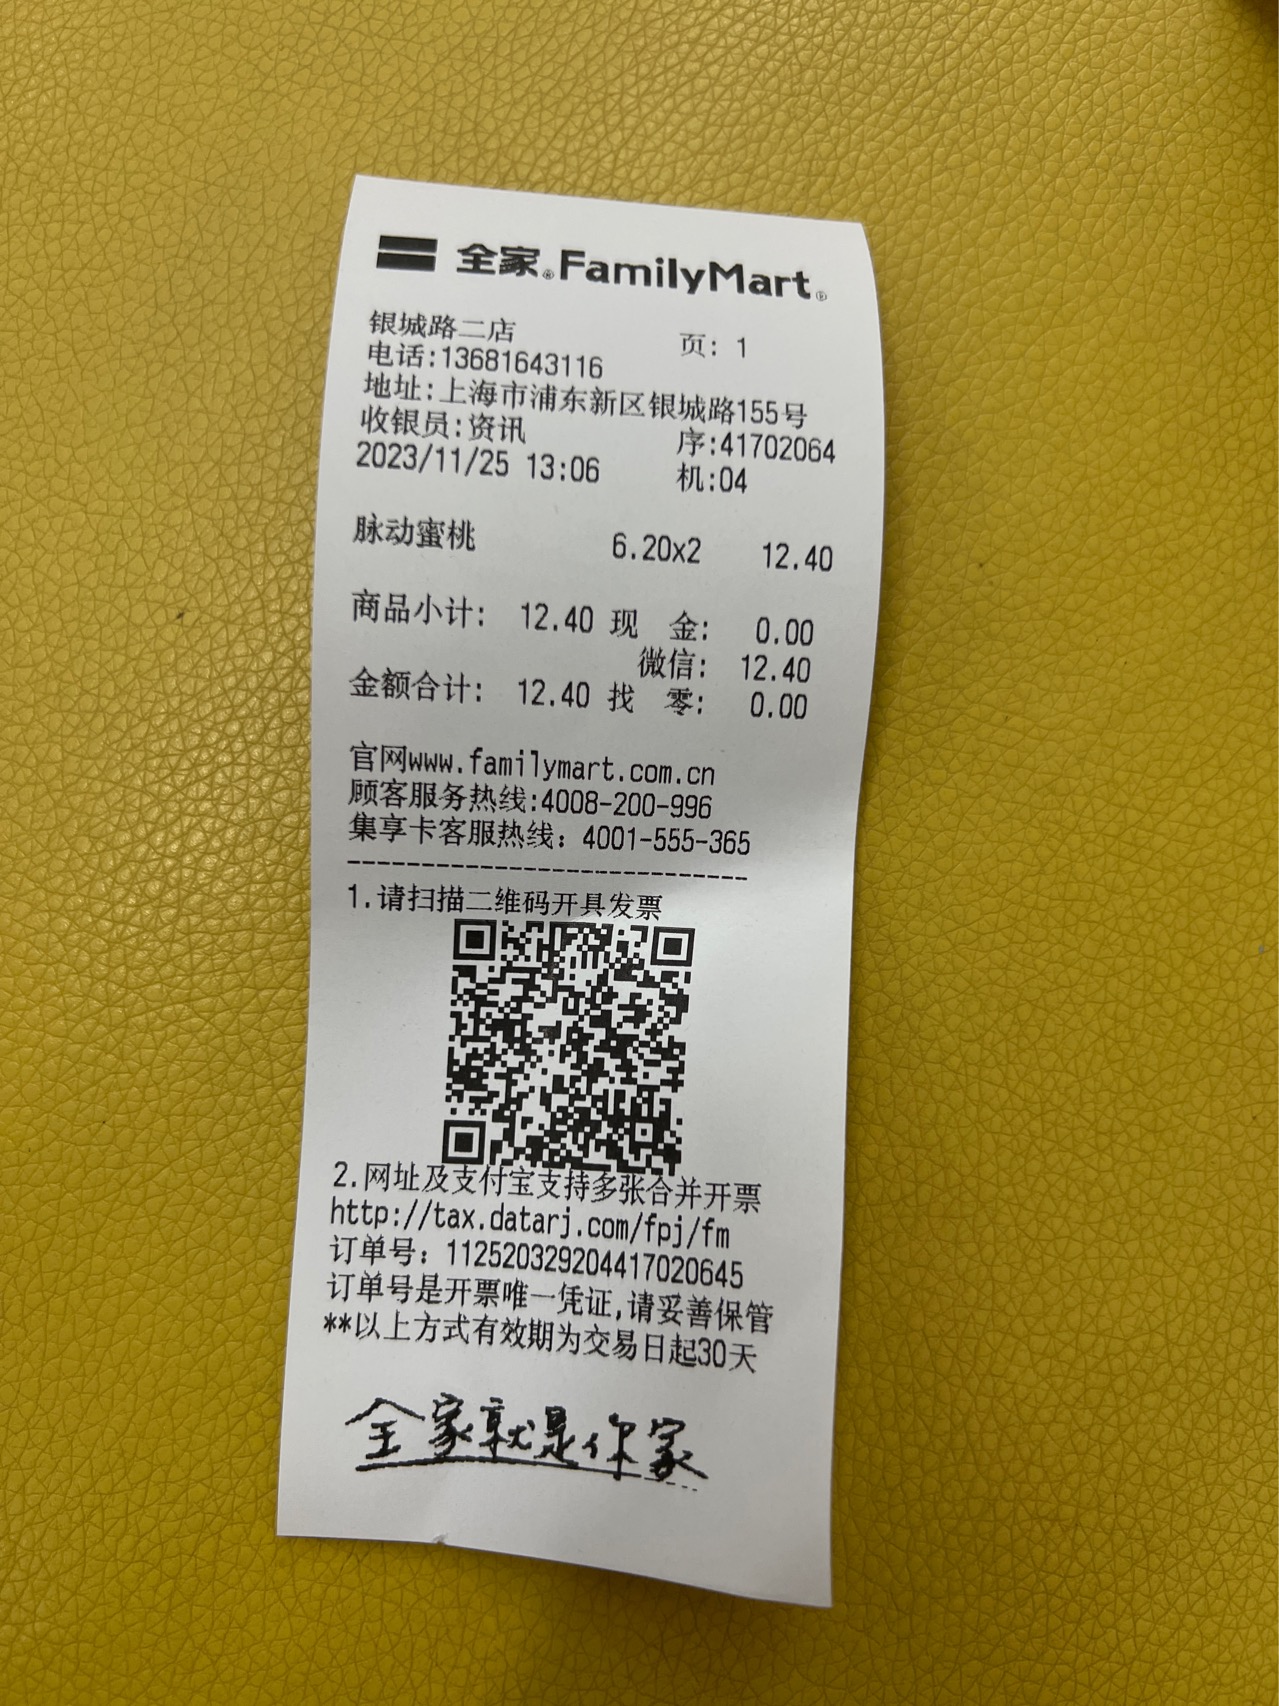 全家®FamilyMart®
银城路二店 页: 1
电话:13681643116
地址:上海市浦东新区银城路155号
收银员:资讯 序:41702064
2023/11/25 13:06 机:04
脉动蜜桃 6.20x2 12.40
商品小计: 12.40 现 金: 0.00
微信: 12.40
金额合计: 12.40 找 零: 0.00
官网www.familymart.com.cn
顾客服务热线:4008-200-996
集享卡客服热线: 4001-555-365
------------------------------
1.请扫描二维码开具发票
2.网址及支付宝支持多张合并开票
http://tax.datarj.com/fpj/fm
订单号: 112520329204417020645
订单号是开票唯一凭证,请妥善保管
**以上方式有效期为交易日起30天
全家就是你家